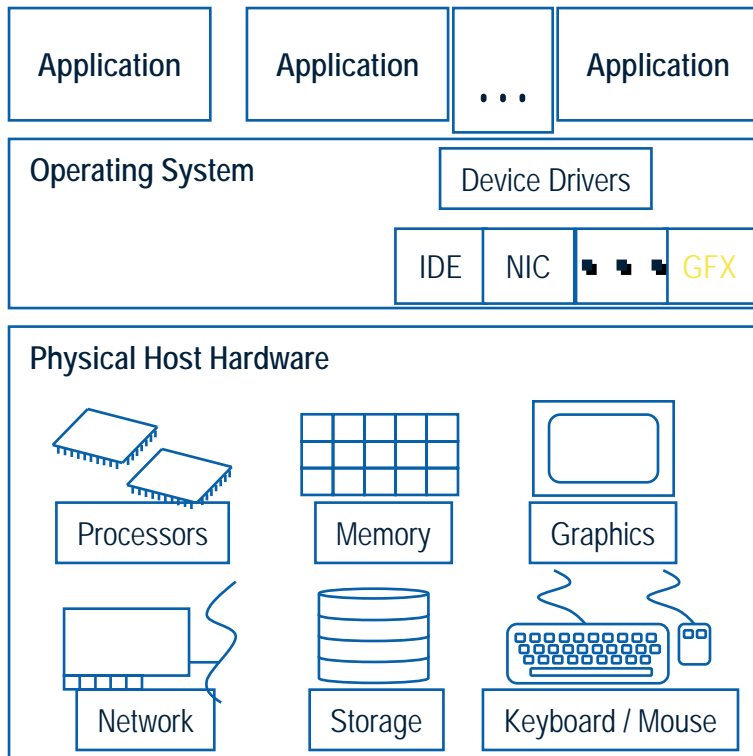 Application
Application
. . .
Application
Operating System
Device Drivers
IDE
NIC
GFX
Physical Host Hardware
Processors
Memory
Graphics
Network
Storage
Keyboard / Mouse